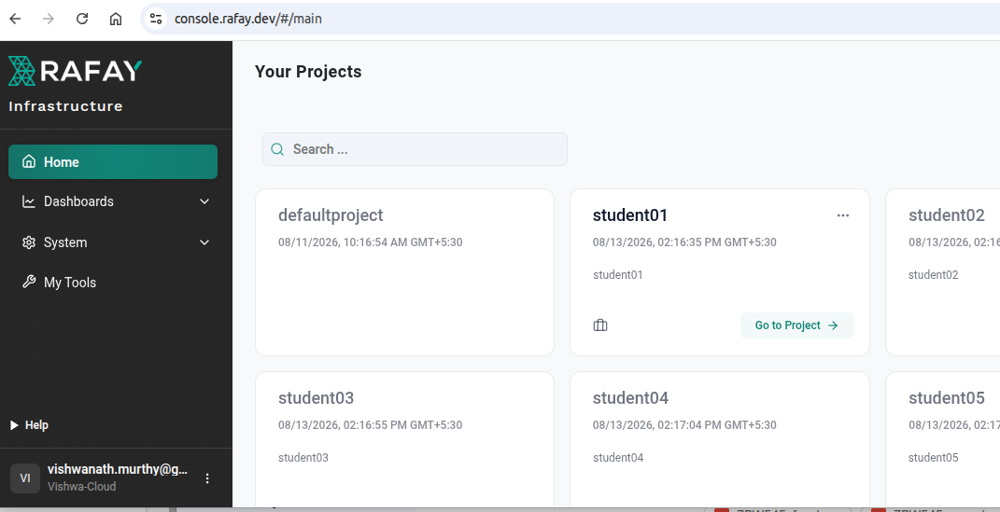 console.rafay.dev/#/main
RAFAY
Infrastructure
Home
Dashboards
System
My Tools
Help
VI
vishwanath.murthy@g...
Vishwa-Cloud
Your Projects
Search ...
defaultproject
08/11/2026, 10:16:54 AM GMT+5:30
student01
08/13/2026, 02:16:35 PM GMT+5:30
student01
Go to Project
student02
08/13/2026, 02:16
student02
student03
08/13/2026, 02:16:55 PM GMT+5:30
student03
student04
08/13/2026, 02:17:04 PM GMT+5:30
student04
student05
08/13/2026, 02:17
student05